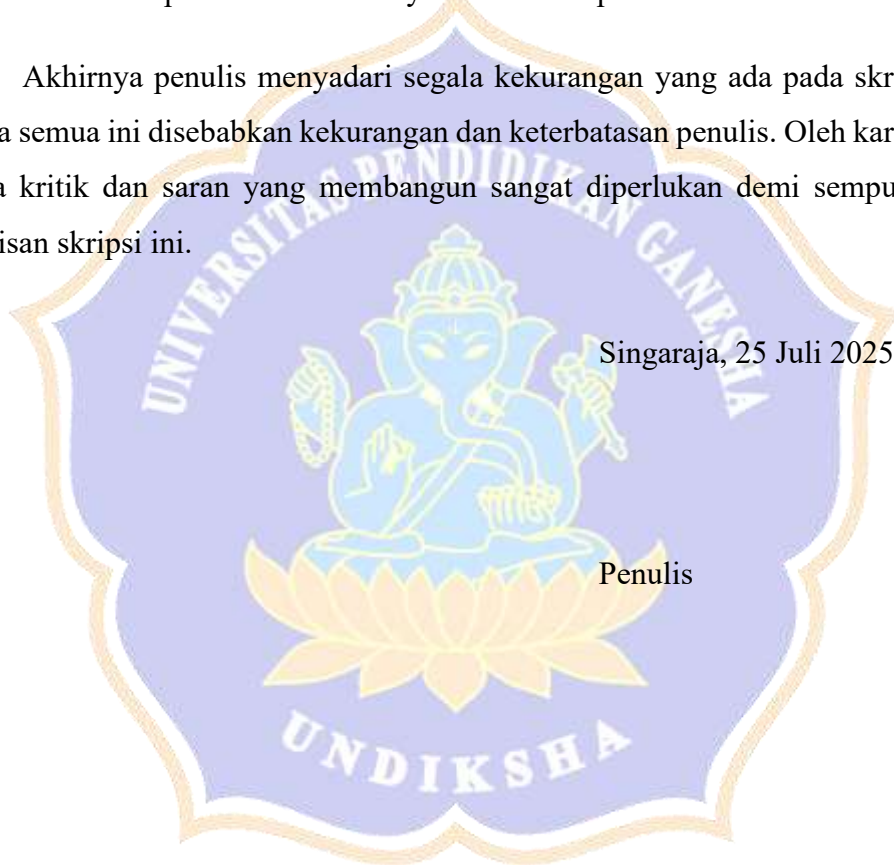 Akhirnya penulis menyadari segala kekurangan yang ada pada skr
a semua ini disebabkan kekurangan dan keterbatasan penulis. Oleh kar
a kritik dan saran yang membangun sangat diperlukan demi sempu
isan skripsi ini.
UNIVERSITAS PENDIDIKAN GANESHA
Singaraja, 25 Juli 2025
Penulis
UNDIKSHA